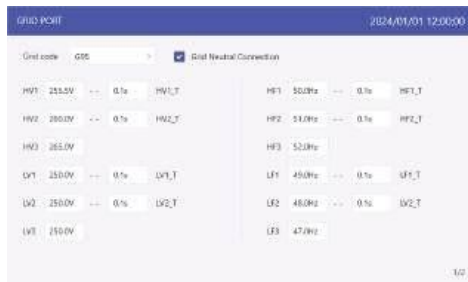 GRID PORT 2024/01/01 12:00:00
Grid code G98 Grid Neutral Connection
HV1 255.5V -- 0.1s HV1_T HF1 50.0Hz -- 0.1s HF1_T
HV2 260.0V -- 0.1s HV2_T HF2 51.0Hz -- 0.1s HF2_T
HV3 265.0V HF3 52.0Hz
LV1 250.0V -- 0.1s LV1_T LF1 49.0Hz -- 0.1s LF1_T
LV2 250.0V -- 0.1s LV2_T LF2 48.0Hz -- 0.1s LV2_T
LV3 250.0V LF3 47.0Hz
1/2